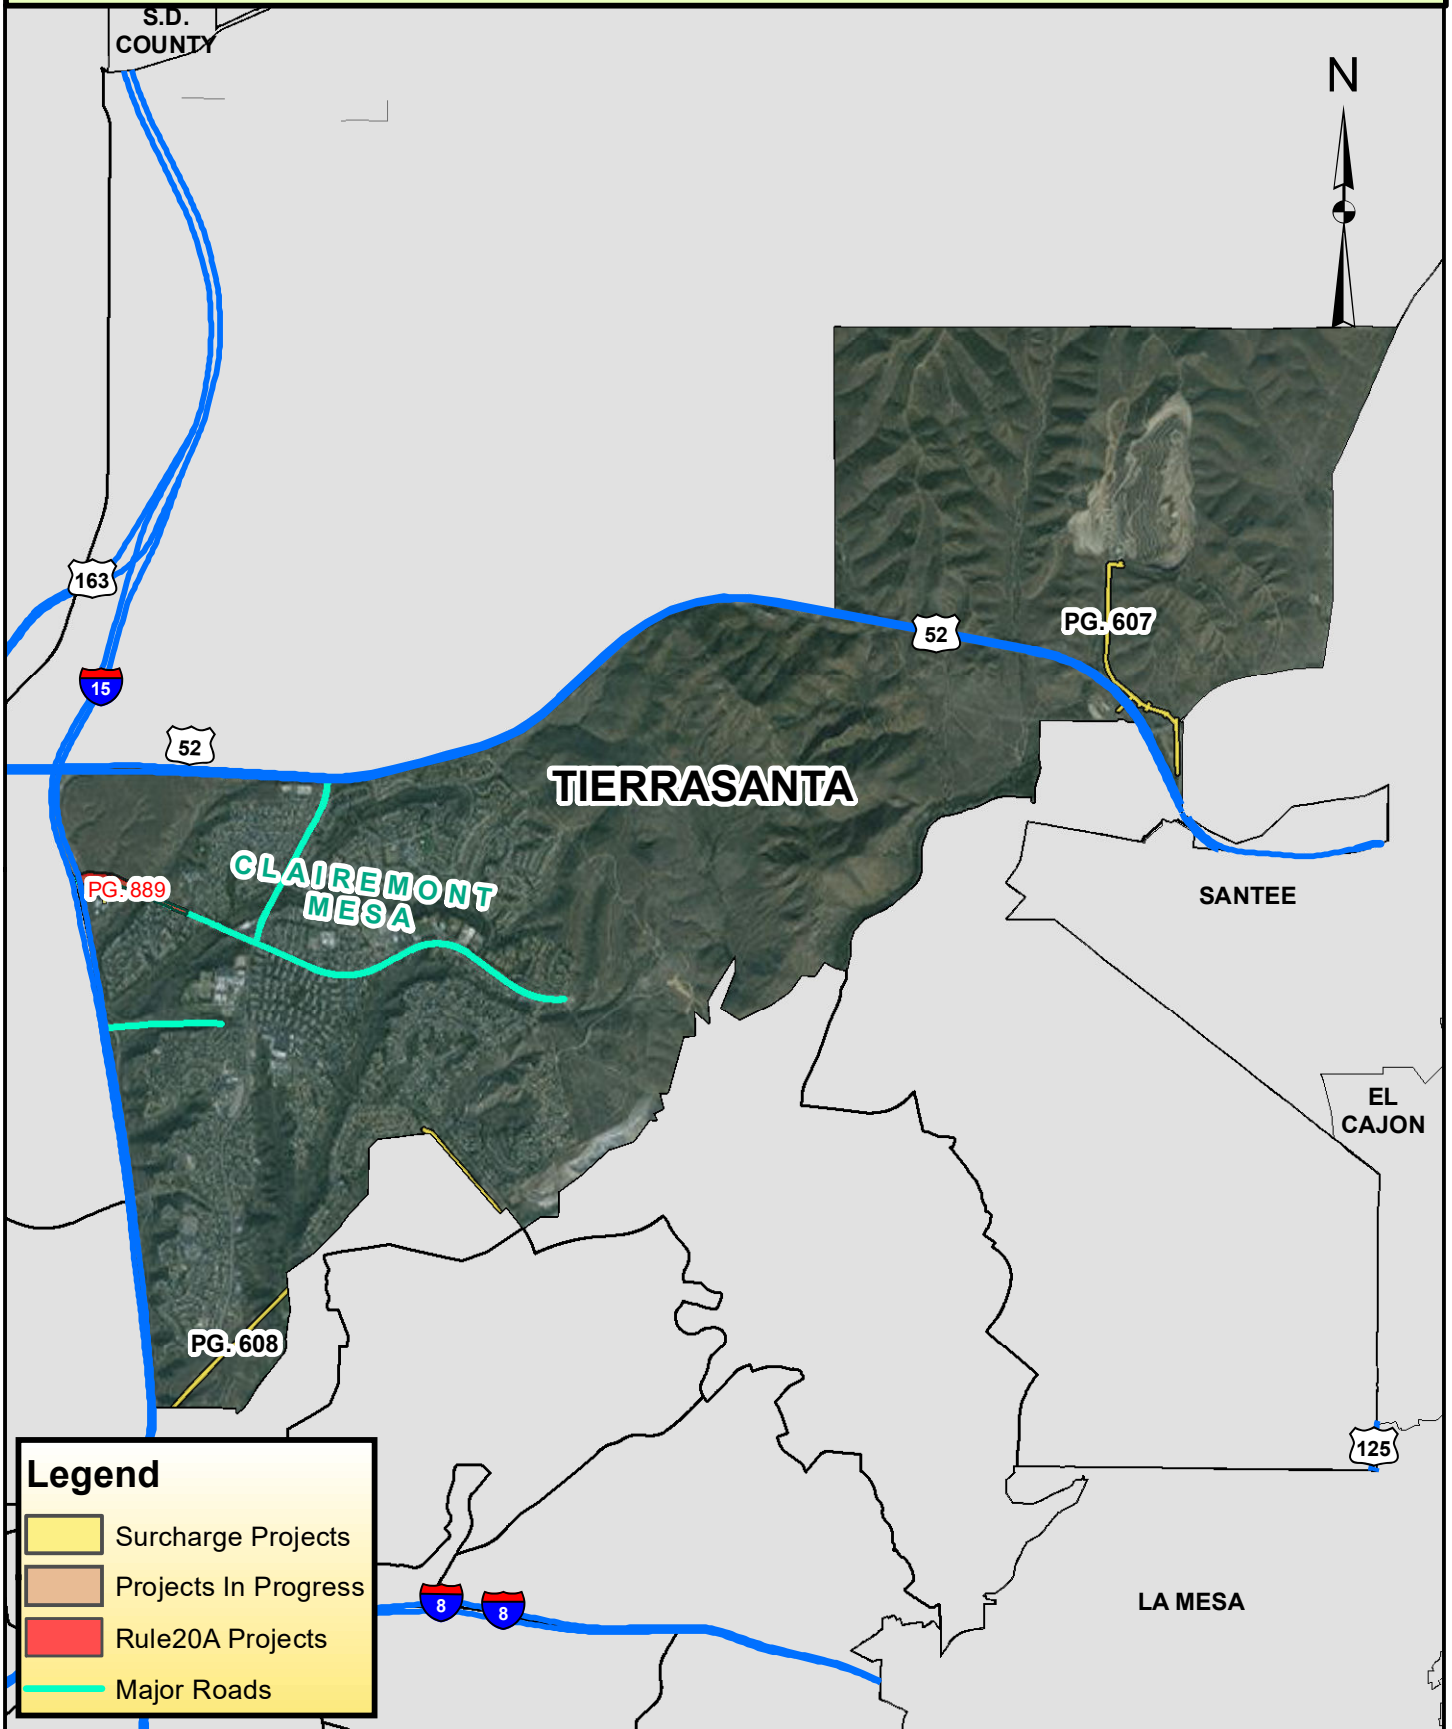 S.D.
COUNTY
N
163
PG. 607
52
15
52
TIERRASANTA
CLAIREMONT
MESA
PG. 889
SANTEE
EL
CAJON
PG. 608
125
Legend
Surcharge Projects
Projects In Progress
Rule20A Projects
Major Roads
8
8
LA MESA